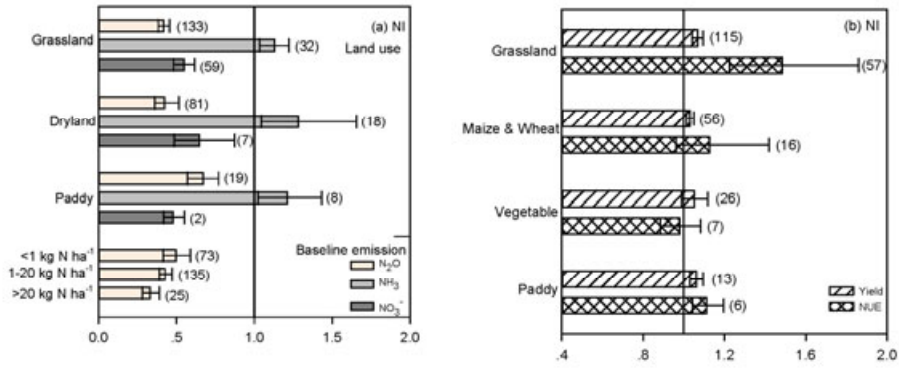 (a) NI
Land use
Grassland
(133)
(32)
(59)
Dryland
(81)
(18)
(7)
Paddy
(19)
(8)
(2)
<1 kg N ha⁻¹
(73)
1-20 kg N ha⁻¹
(135)
>20 kg N ha⁻¹
(25)
Baseline emission
N₂O
NH₃
NO₃⁻
0.0 .5 1.0 1.5 2.0
(b) NI
Grassland
(115)
(57)
Maize & Wheat
(56)
(16)
Vegetable
(26)
(7)
Paddy
(13)
(6)
Yield
NUE
.4 .8 1.2 1.6 2.0